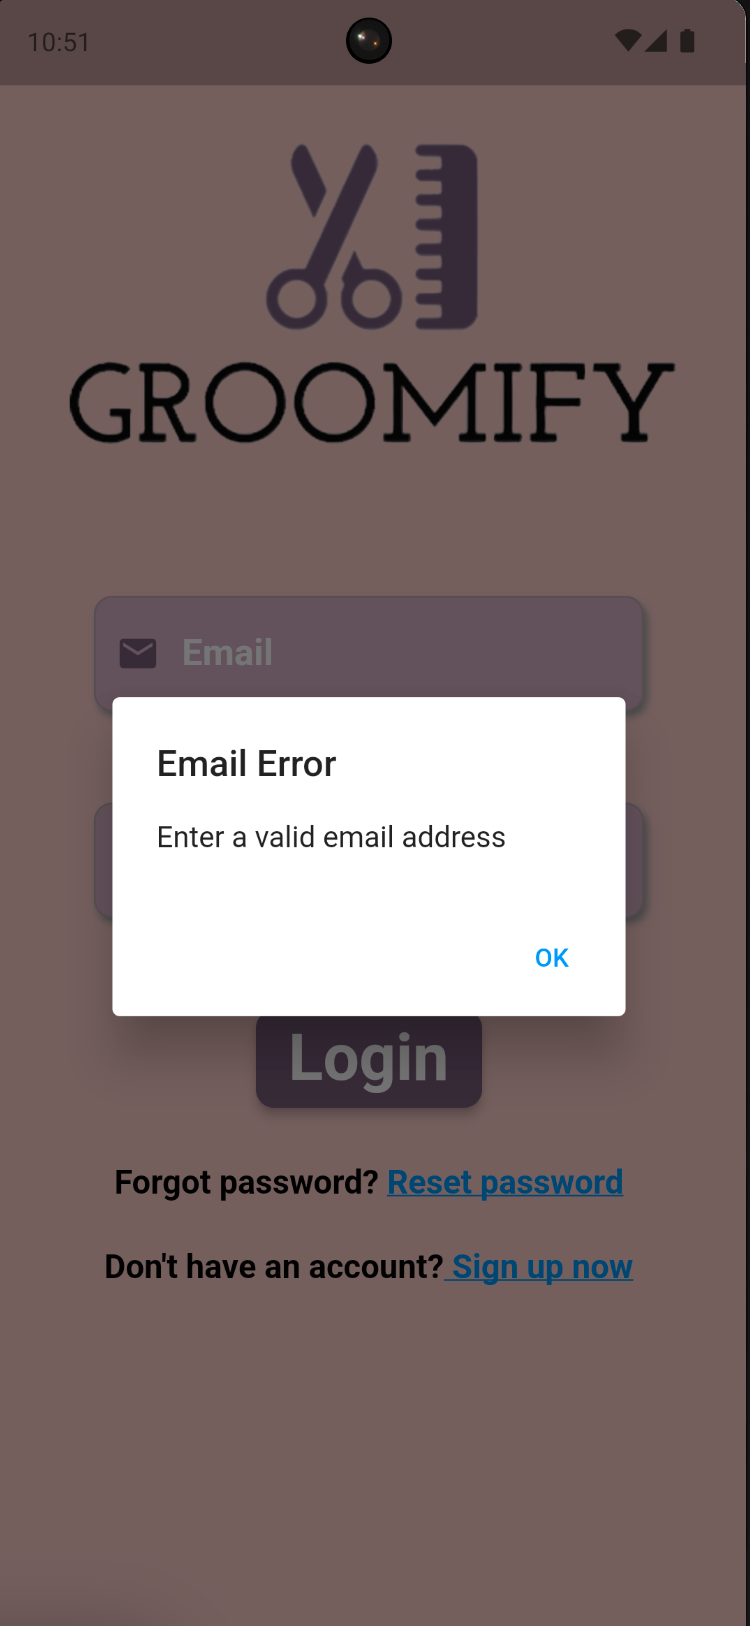 10:51
GROOMIFY
Email
Email Error
Enter a valid email address
OK
Login
Forgot password? Reset password
Don't have an account? Sign up now